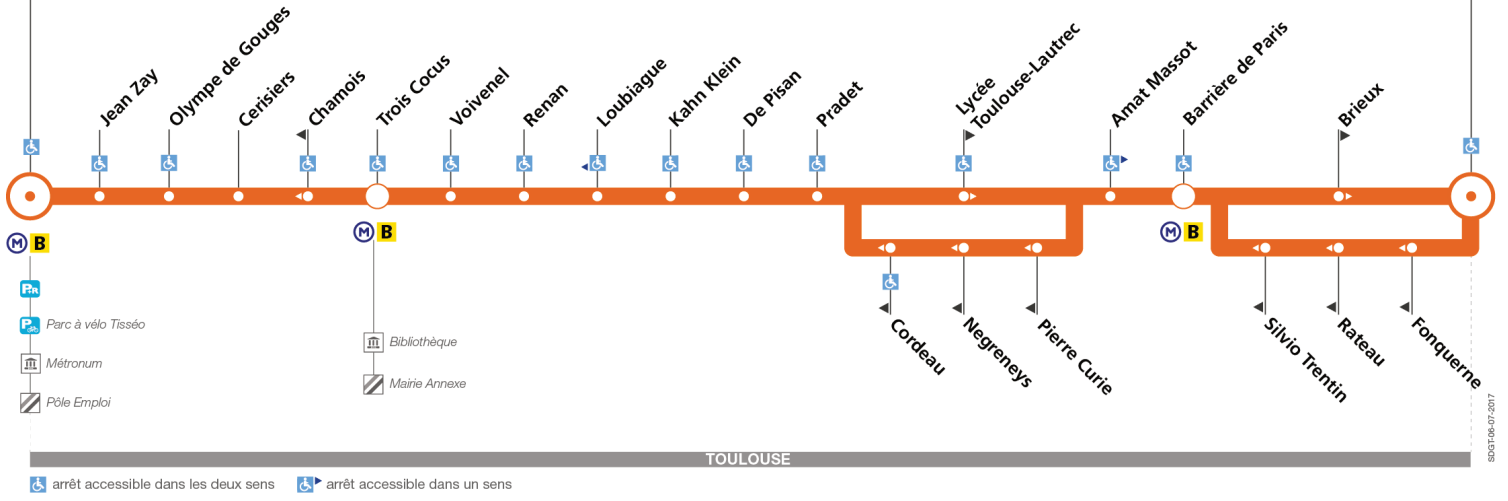 Jean Zay
Olympe de Gouges
Cerisiers
Chamois
Trois Cocus
Voivenel
Renan
Loubiague
Kahn Klein
De Pisan
Pradet
Lycée
Toulouse-Lautrec
Amat Massot
Barrière de Paris
Brieux
M B
M B
M B
P+R
P
Parc à vélo Tisséo
Métronum
Pôle Emploi
Bibliothèque
Mairie Annexe
Cordeau
Negreneys
Pierre Curie
Silvio Trentin
Rateau
Fonquerne
SDGT-06-07-2017
TOULOUSE
arrêt accessible dans les deux sens
arrêt accessible dans un sens